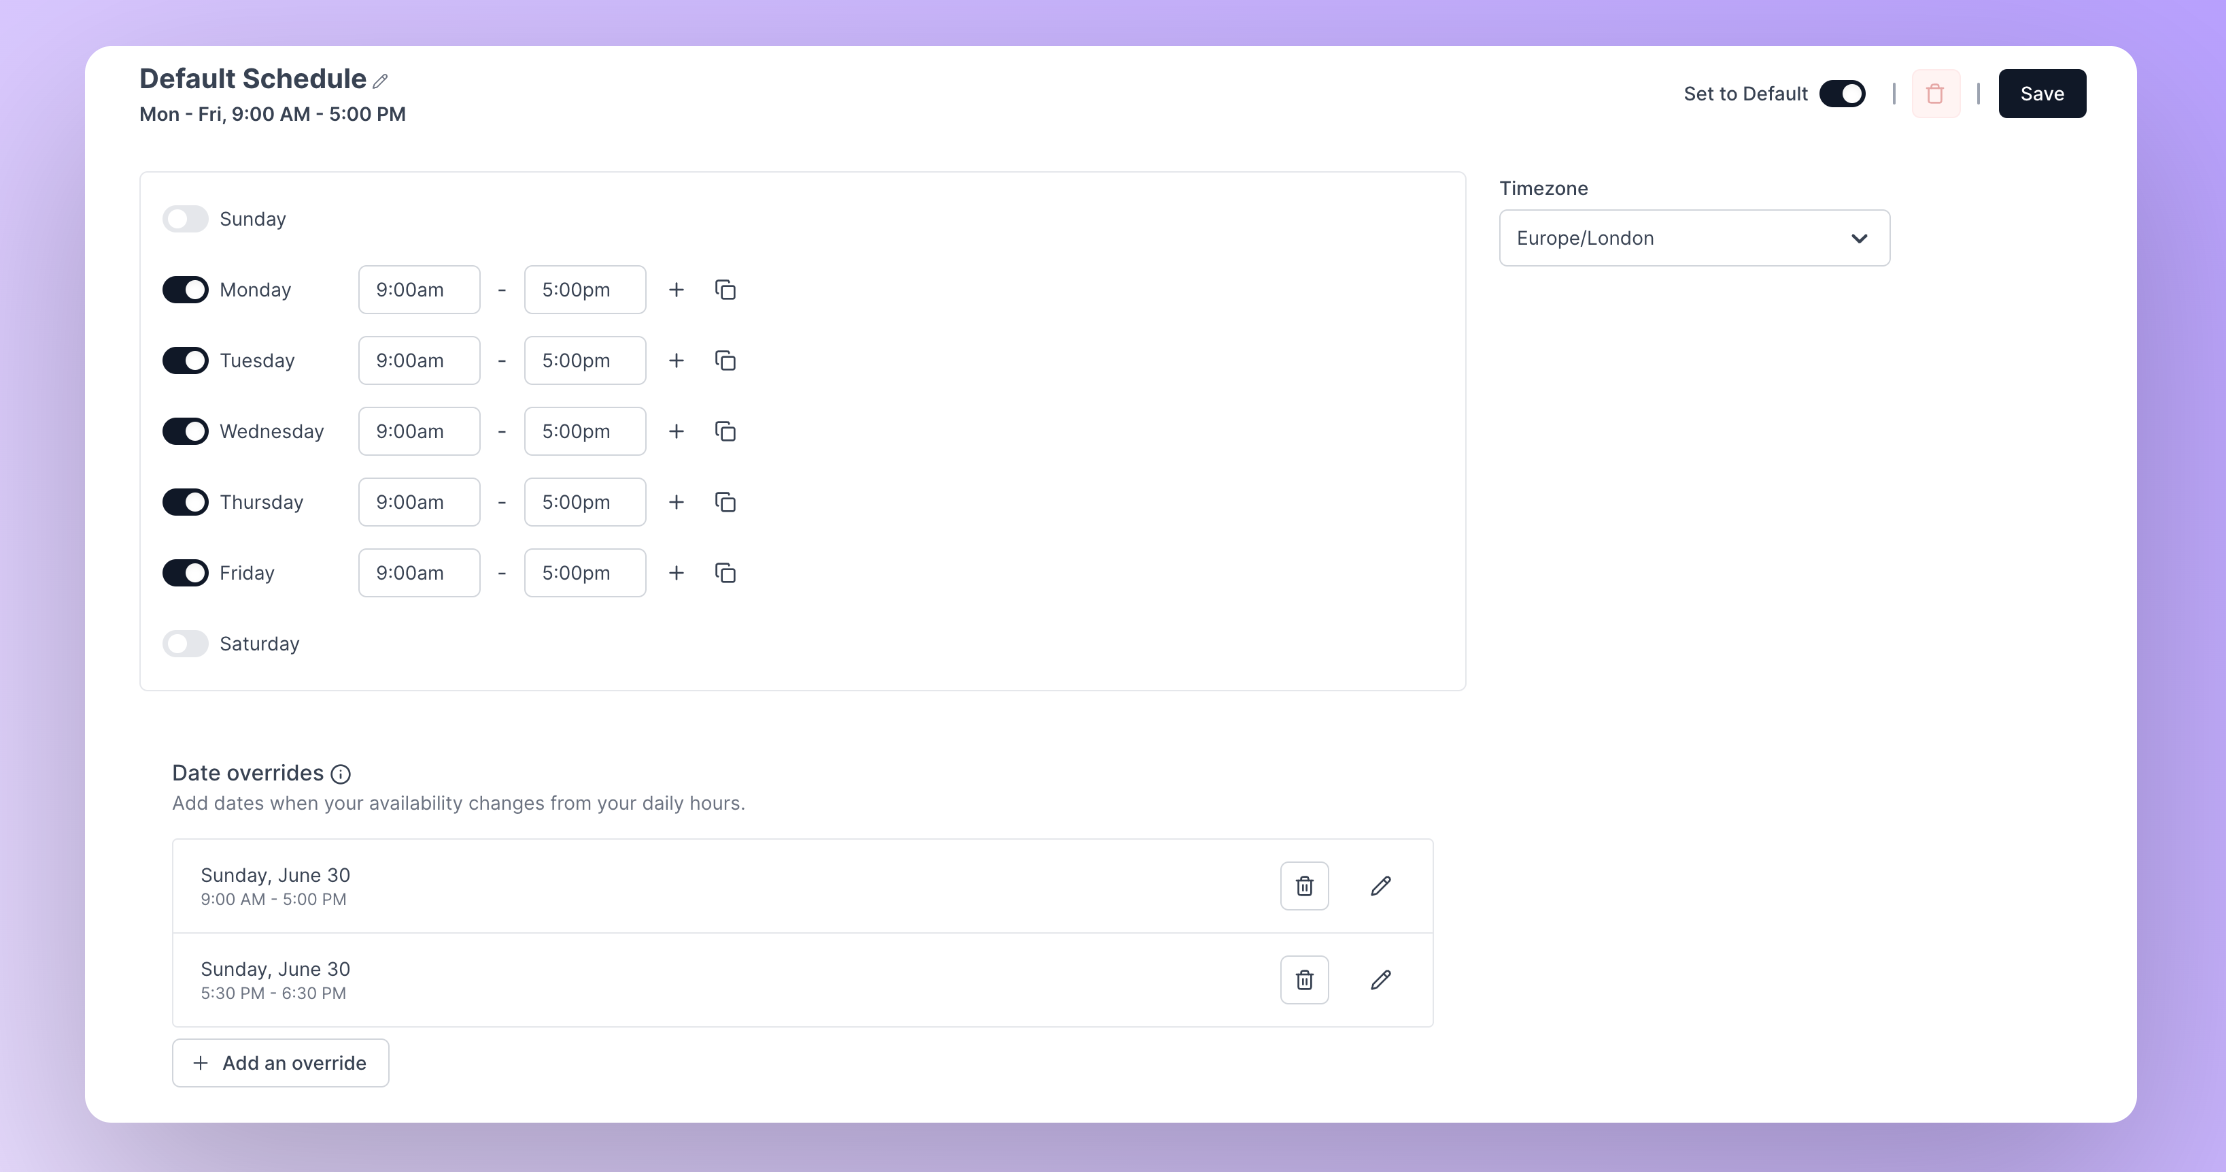 Default Schedule
Mon - Fri, 9:00 AM - 5:00 PM
Set to Default
Save
Sunday
Monday 9:00am - 5:00pm
Tuesday 9:00am - 5:00pm
Wednesday 9:00am - 5:00pm
Thursday 9:00am - 5:00pm
Friday 9:00am - 5:00pm
Saturday
Timezone
Europe/London
Date overrides
Add dates when your availability changes from your daily hours.
Sunday, June 30
9:00 AM - 5:00 PM
Sunday, June 30
5:30 PM - 6:30 PM
+ Add an override